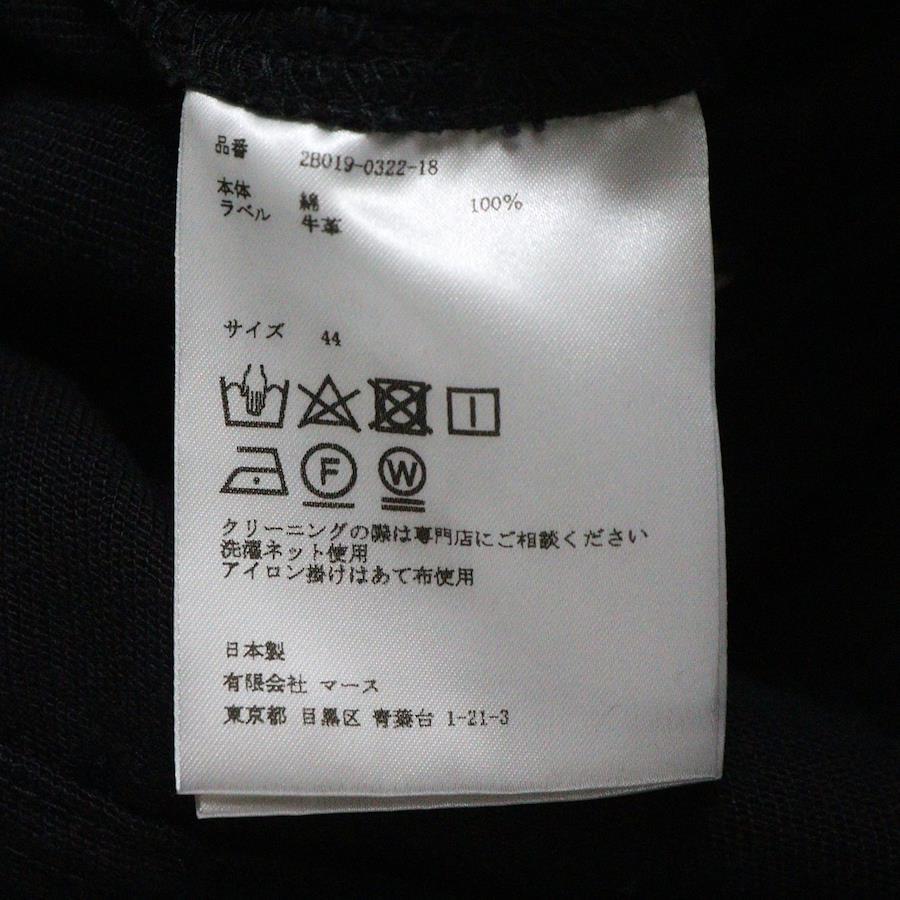 品番 2B019-0322-18
本体 綿 100%
ラベル 牛革
サイズ 44
F W
クリーニングの際は専門店にご相談ください
洗濯ネット使用
アイロン掛けはあて布使用
日本製
有限会社 マース
東京都 目黒区 青葉台 1-21-3